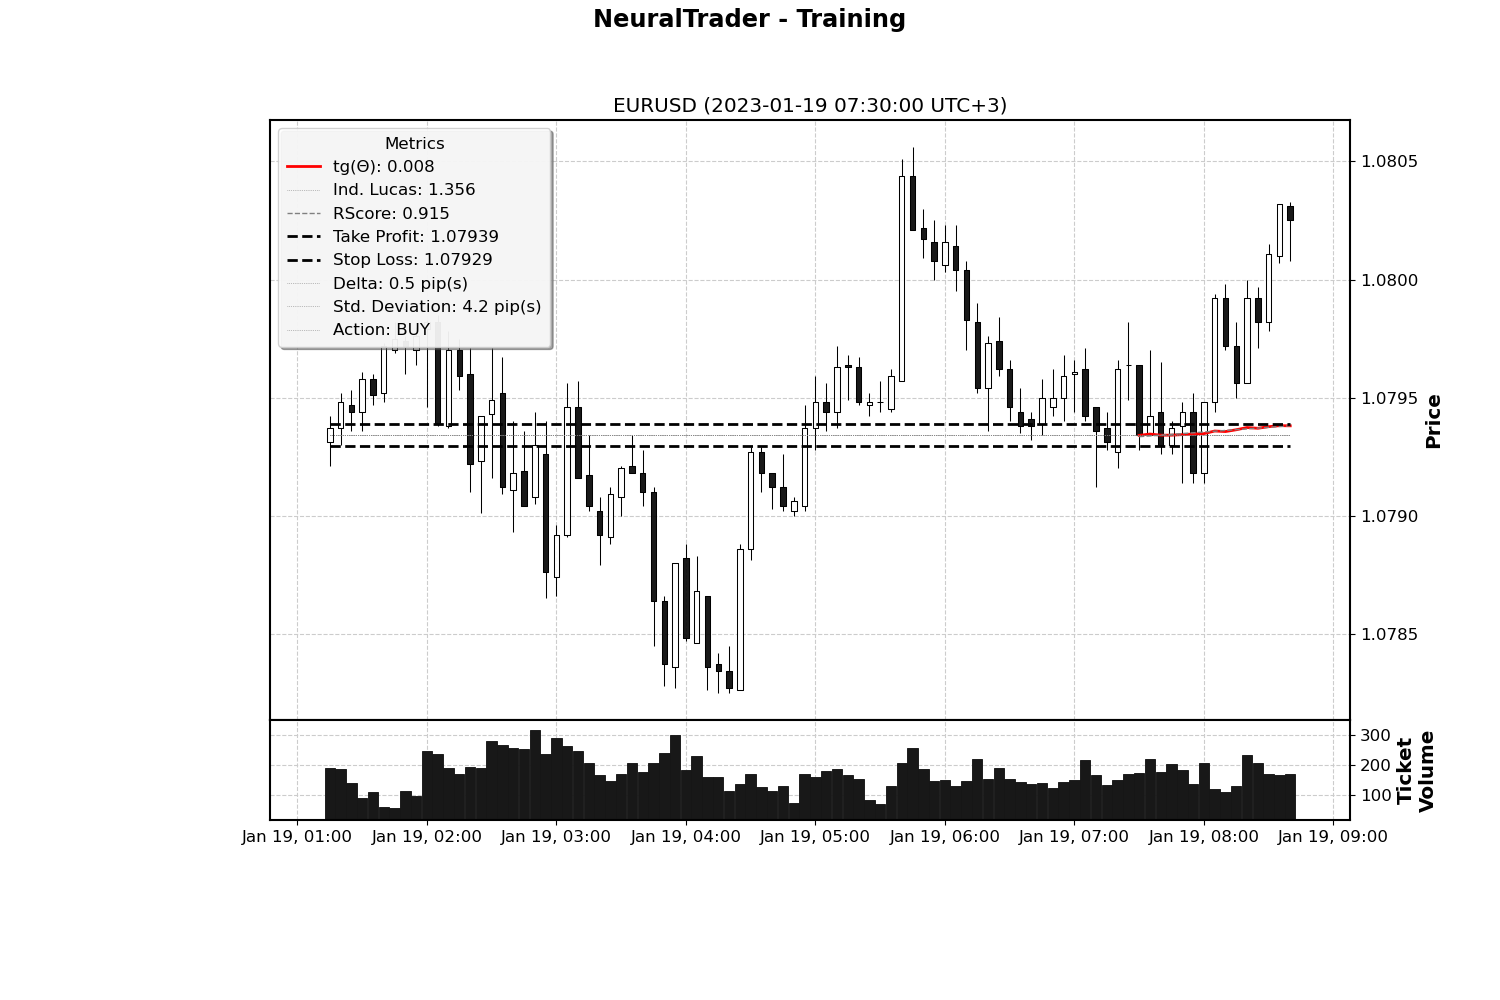 NeuralTrader - Training
EURUSD (2023-01-19 07:30:00 UTC+3)
Metrics
tg(Θ): 0.008
Ind. Lucas: 1.356
RScore: 0.915
Take Profit: 1.07939
Stop Loss: 1.07929
Delta: 0.5 pip(s)
Std. Deviation: 4.2 pip(s)
Action: BUY
1.0805
1.0800
1.0795
1.0790
1.0785
Price
300
200
100
Ticket
Volume
Jan 19, 01:00
Jan 19, 02:00
Jan 19, 03:00
Jan 19, 04:00
Jan 19, 05:00
Jan 19, 06:00
Jan 19, 07:00
Jan 19, 08:00
Jan 19, 09:00